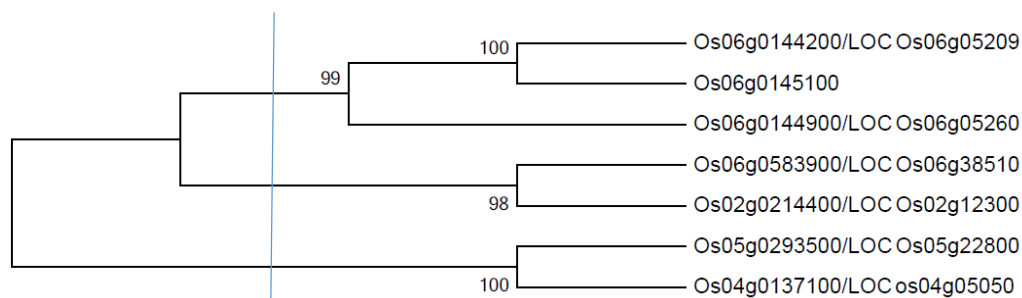 100 Os06g0144200/LOC Os06g05209
99 Os06g0145100
Os06g0144900/LOC Os06g05260
Os06g0583900/LOC Os06g38510
98 Os02g0214400/LOC Os02g12300
Os05g0293500/LOC Os05g22800
100 Os04g0137100/LOC os04g05050